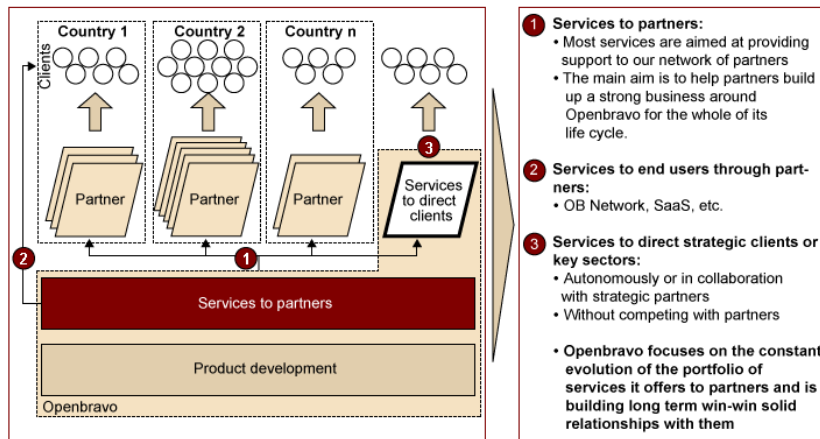 Country 1
Country 2
Country n
Clients
3
Partner
Partner
Partner
Services
to direct
clients
2
1
Services to partners
Product development
Openbravo
1 Services to partners:
• Most services are aimed at providing
support to our network of partners
• The main aim is to help partners build
up a strong business around
Openbravo for the whole of its
life cycle.
2 Services to end users through part-
ners:
• OB Network, SaaS, etc.
3 Services to direct strategic clients or
key sectors:
• Autonomously or in collaboration
with strategic partners
• Without competing with partners
• Openbravo focuses on the constant
evolution of the portfolio of
services it offers to partners and is
building long term win-win solid
relationships with them